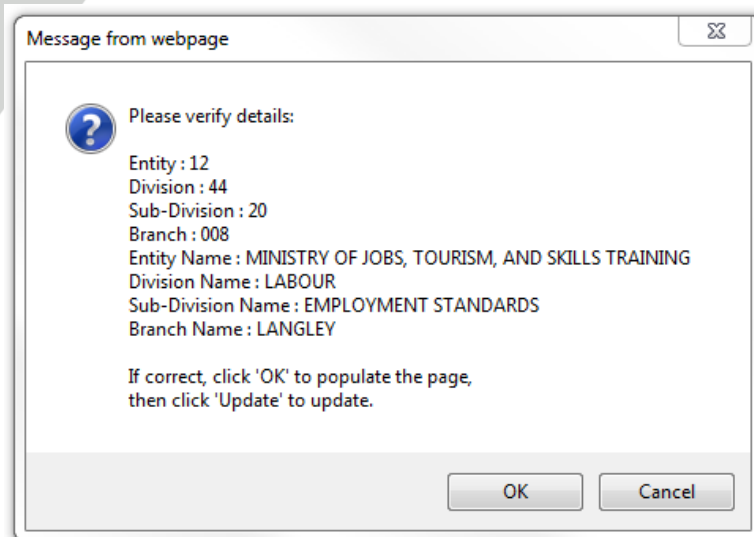 Message from webpage
Please verify details:
Entity : 12
Division : 44
Sub-Division : 20
Branch : 008
Entity Name : MINISTRY OF JOBS, TOURISM, AND SKILLS TRAINING
Division Name : LABOUR
Sub-Division Name : EMPLOYMENT STANDARDS
Branch Name : LANGLEY
If correct, click 'OK' to populate the page,
then click 'Update' to update.
OK Cancel